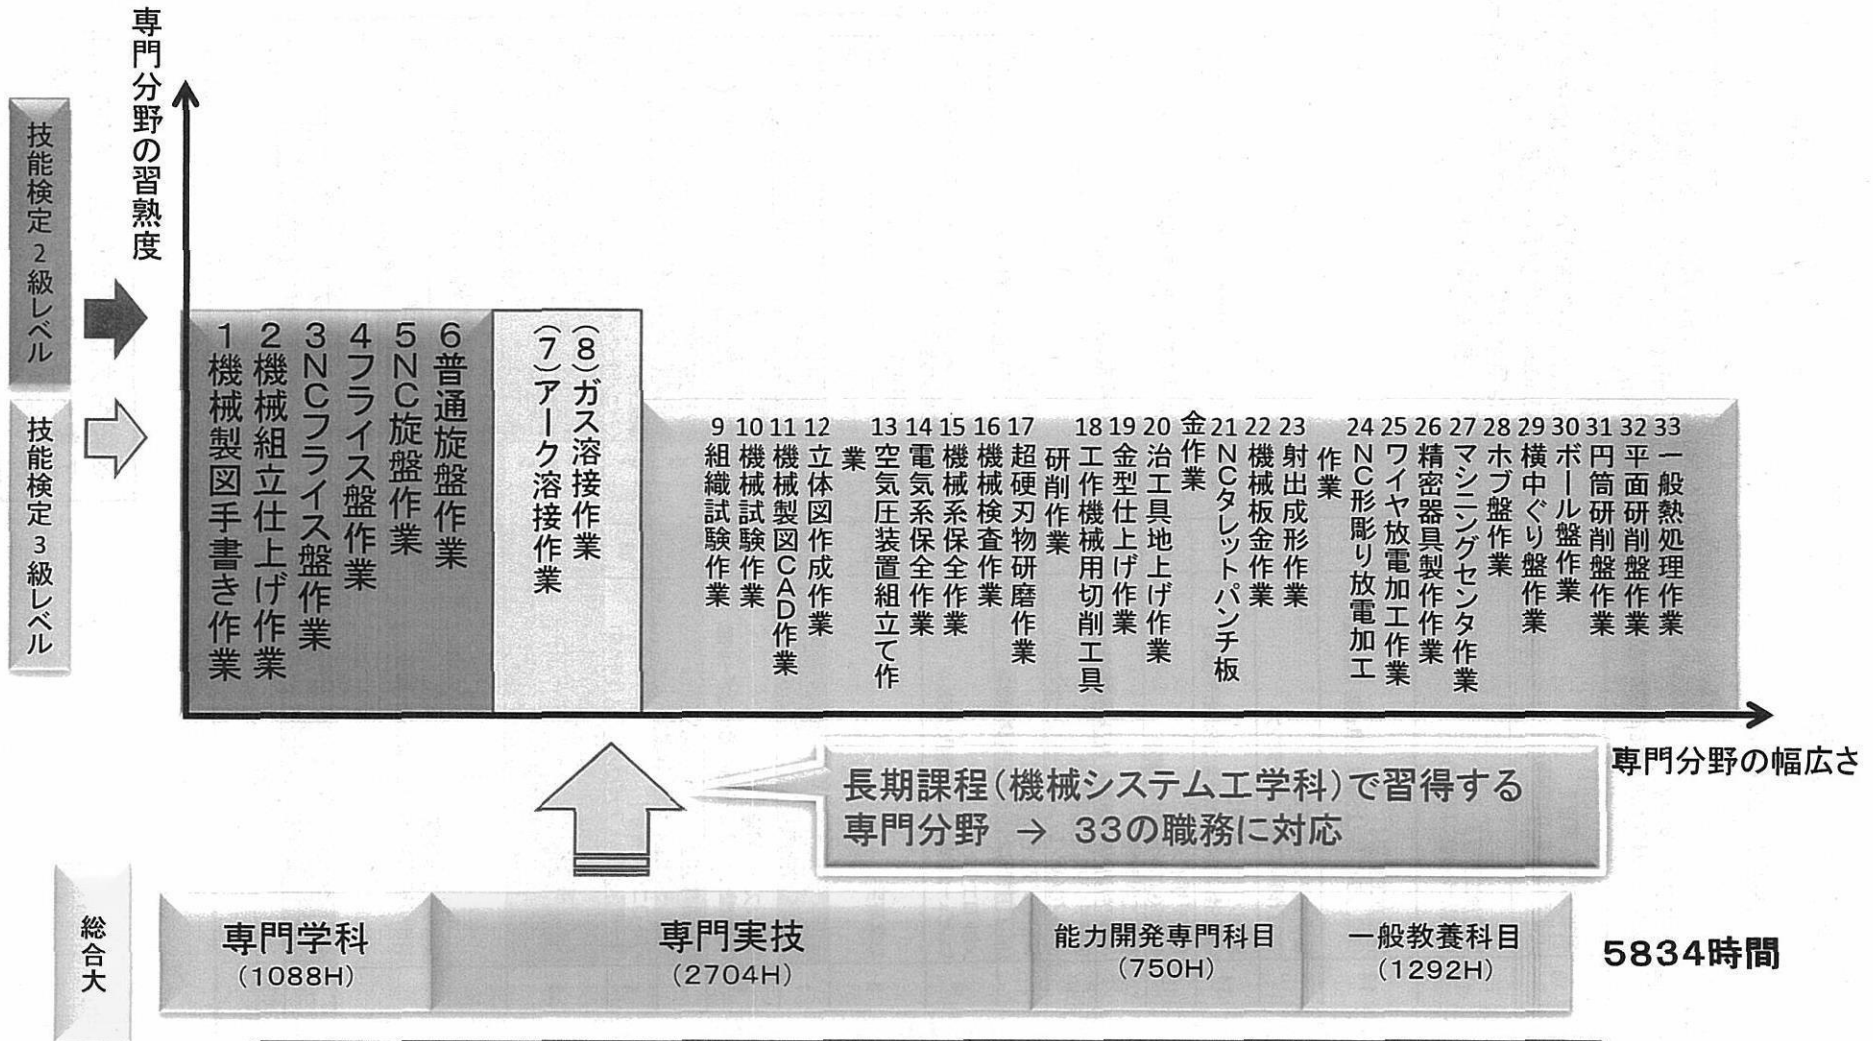 専門分野の習熟度
技能検定2級レベル
技能検定3級レベル
1機械製図手書き作業
2機械組立仕上げ作業
3NCフライス盤作業
4フライス盤作業
5NC旋盤作業
6普通旋盤作業
(7)アーク溶接作業
(8)ガス溶接作業
9組織試験作業
10機械試験作業
11機械製図CAD作業
12立体図作成作業
13空気圧装置組立て作
業
14電気系保全作業
15機械系保全作業
16機械検査作業
17超硬刃物研磨作業
18工作機械用切削工具
研削作業
19金型仕上げ作業
20治工具地上げ作業
21NCタレットパンチ板
金作業
22機械板金作業
23射出成形作業
24NC形彫り放電加工
作業
25ワイヤ放電加工作業
26精密器具製作作業
27マシニングセンタ作業
28ホブ盤作業
29横中ぐり盤作業
30ボール盤作業
31円筒研削盤作業
32平面研削盤作業
33一般熱処理作業
専門分野の幅広さ
長期課程(機械システム工学科)で習得する
専門分野 → 33の職務に対応
総合大
専門学科
(1088H)
専門実技
(2704H)
能力開発専門科目
(750H)
一般教養科目
(1292H)
5834時間